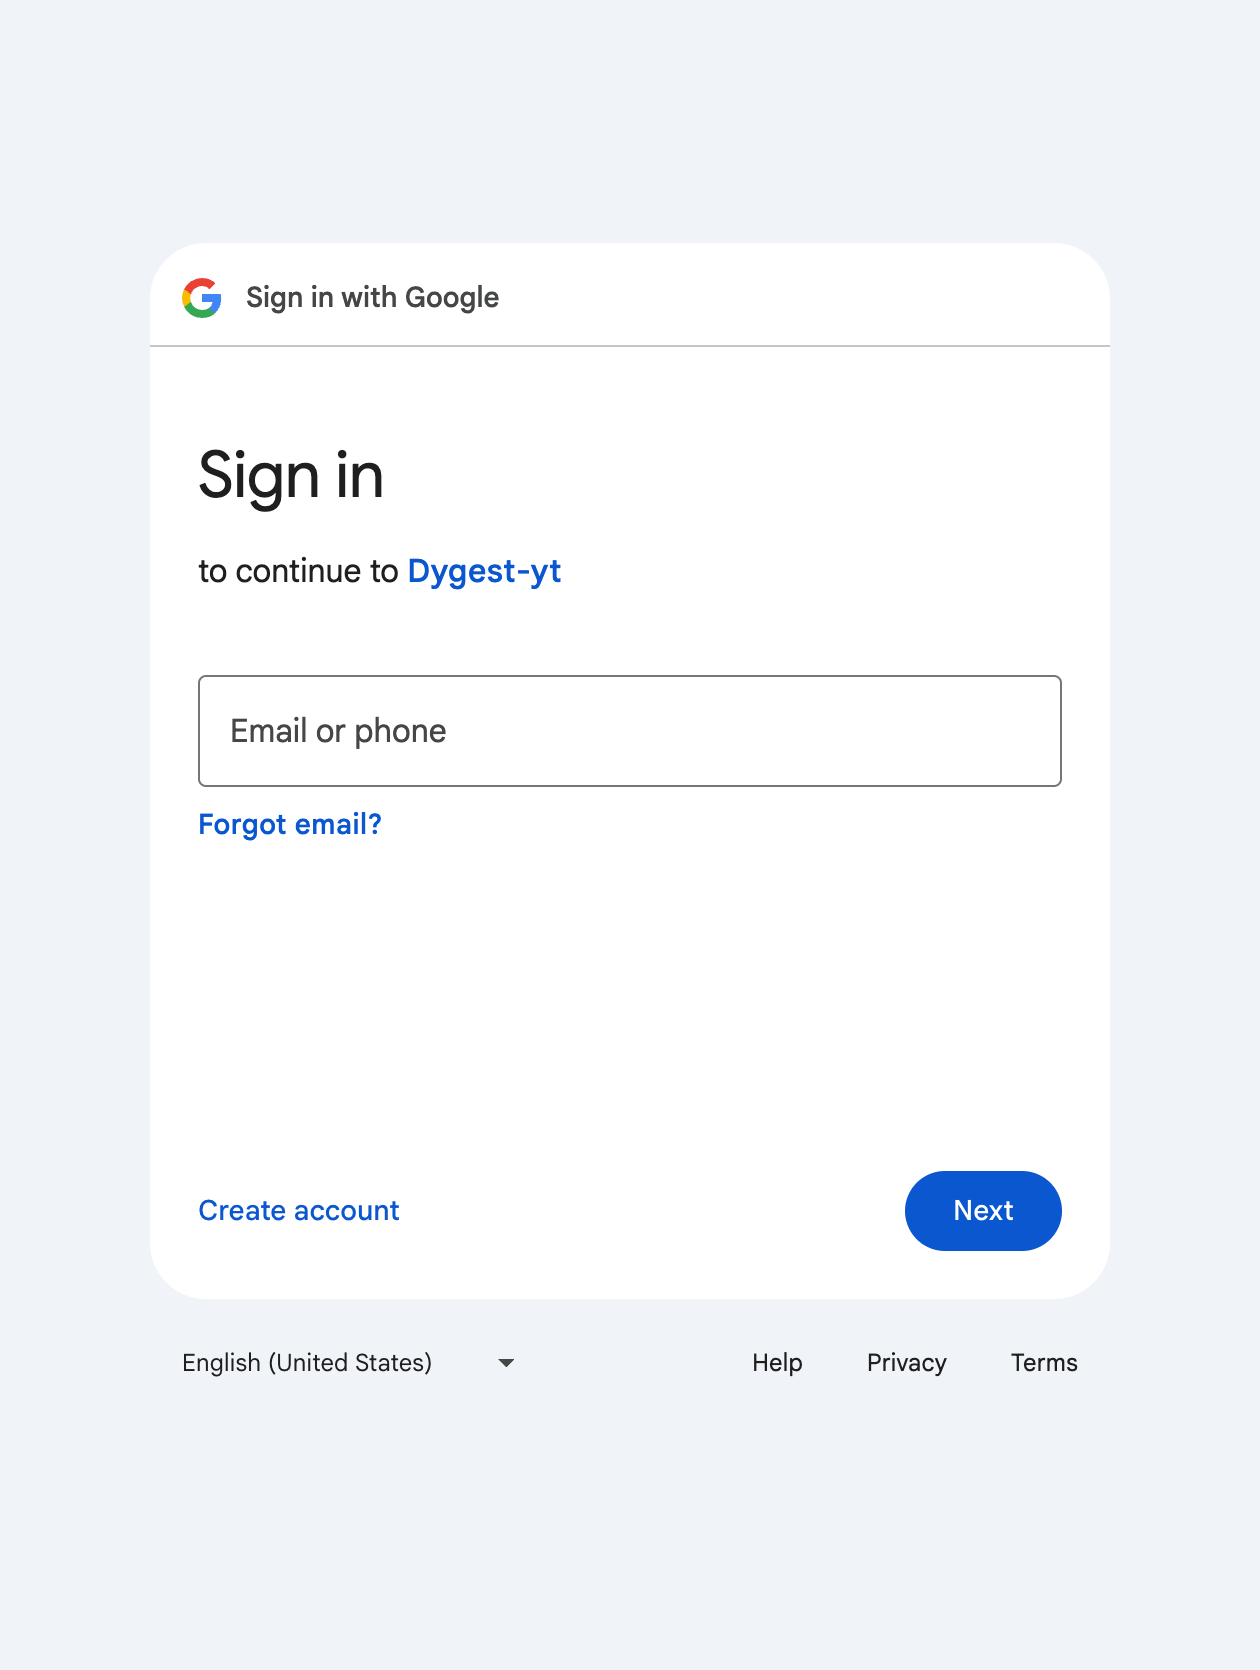 Sign in with Google
Sign in
to continue to Dygest-yt
Email or phone
Forgot email?
Create account
Next
English (United States)
Help
Privacy
Terms